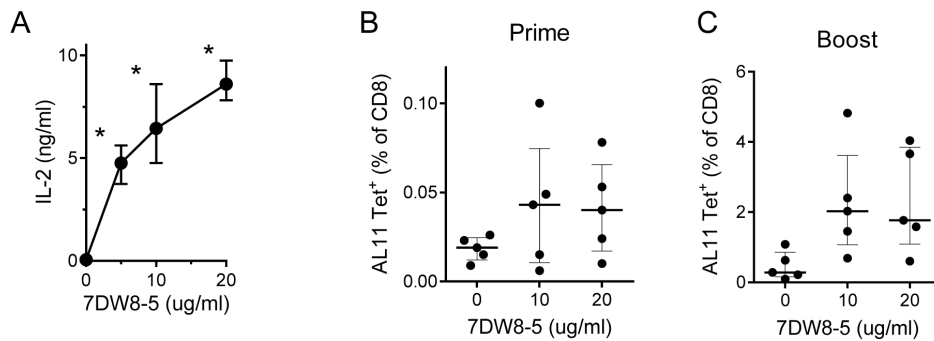 A
10
5
0
*
*
*
IL-2 (ng/ml)
0
10
20
7DW8-5 (ug/ml)
B
Prime
0.10
0.05
0.00
AL11 Tet⁺ (% of CD8)
0
10
20
7DW8-5 (ug/ml)
C
Boost
6
4
2
0
AL11 Tet⁺ (% of CD8)
0
10
20
7DW8-5 (ug/ml)